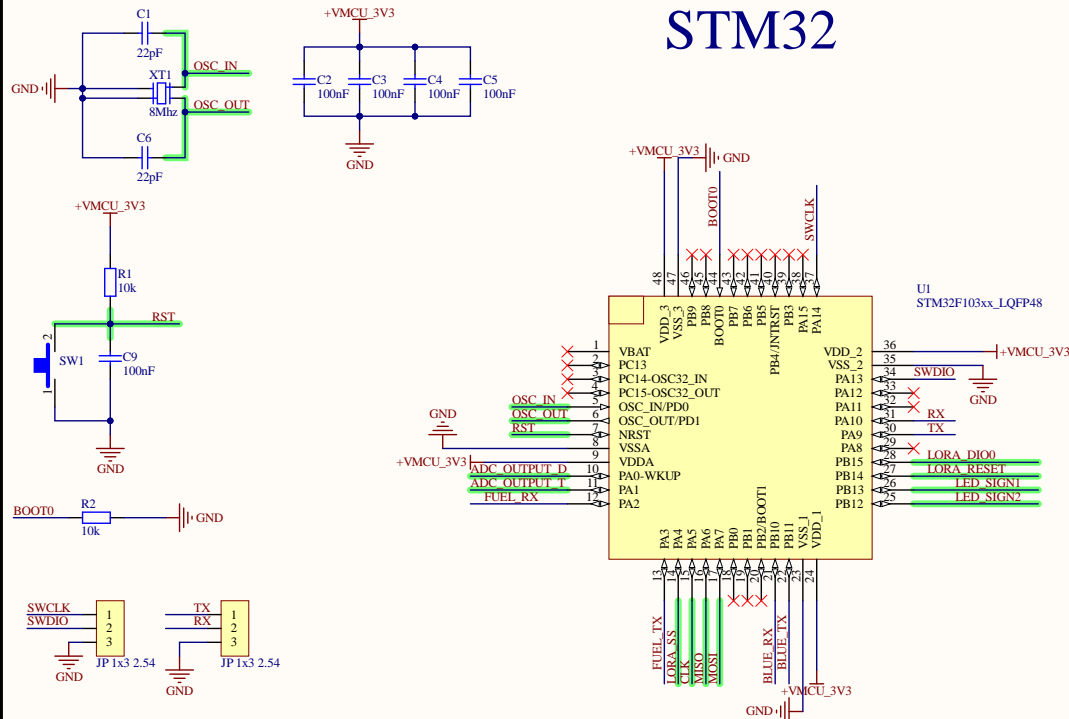 STM32
C1
22pF
OSC_IN
XT1
GND
8Mhz
OSC_OUT
C6
22pF
+VMCU_3V3
C2
100nF
C3
100nF
C4
100nF
C5
100nF
GND
+VMCU_3V3
R1
10k
RST
2
SW1
1
C9
100nF
GND
BOOT0
R2
10k
GND
SWCLK
SWDIO
1
2
3
JP 1x3 2.54
GND
TX
RX
1
2
3
JP 1x3 2.54
GND
+VMCU_3V3
GND
BOOT0
SWCLK
48
47
46
45
44
43
42
41
40
39
38
37
VDD_3
VSS_3
PB9
PB8
BOOT0
PB7
PB6
PB5
PB4/JNTRST
PB3
PA15
PA14
U1
STM32F103xx_LQFP48
1 VBAT
2 PC13
3 PC14-OSC32_IN
4 PC15-OSC32_OUT
OSC_IN 5 OSC_IN/PD0
OSC_OUT 6 OSC_OUT/PD1
RST 7 NRST
GND 8 VSSA
+VMCU_3V3 9 VDDA
ADC_OUTPUT_D 10 PA0-WKUP
ADC_OUTPUT_T 11 PA1
FUEL_RX 12 PA2
VDD_2 36 +VMCU_3V3
VSS_2 35 GND
PA13 34 SWDIO
PA12 33
PA11 32
PA10 31 RX
PA9 30 TX
PA8 29
PB15 28 LORA_DIO0
PB14 27 LORA_RESET
PB13 26 LED_SIGN1
PB12 25 LED_SIGN2
PA3
PA4
PA5
PA6
PA7
PB0
PB1
PB2/BOOT1
PB10
PB11
VSS_1
VDD_1
13
14
15
16
17
18
19
20
21
22
23
24
FUEL_TX
LORA_SS
CLK
MISO
MOSI
BLUE_RX
BLUE_TX
+VMCU_3V3
GND